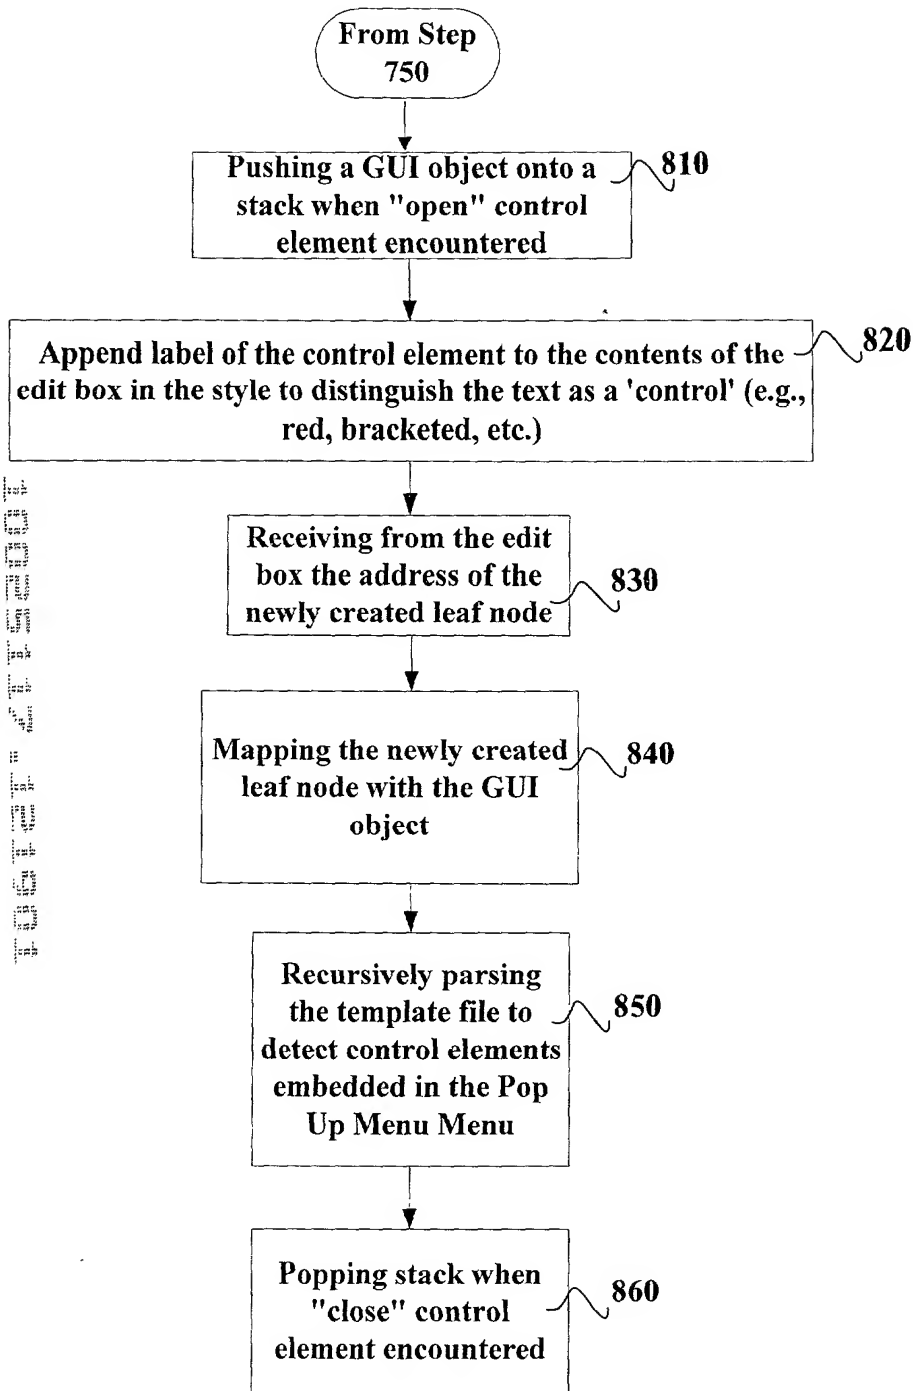 From Step
750
Pushing a GUI object onto a
stack when "open" control
element encountered
810
Append label of the control element to the contents of the
edit box in the style to distinguish the text as a 'control' (e.g.,
red, bracketed, etc.)
820
Receiving from the edit
box the address of the
newly created leaf node
830
Mapping the newly created
leaf node with the GUI
object
840
Recursively parsing
the template file to
detect control elements
embedded in the Pop
Up Menu Menu
850
Popping stack when
"close" control
element encountered
860
10025117.121901